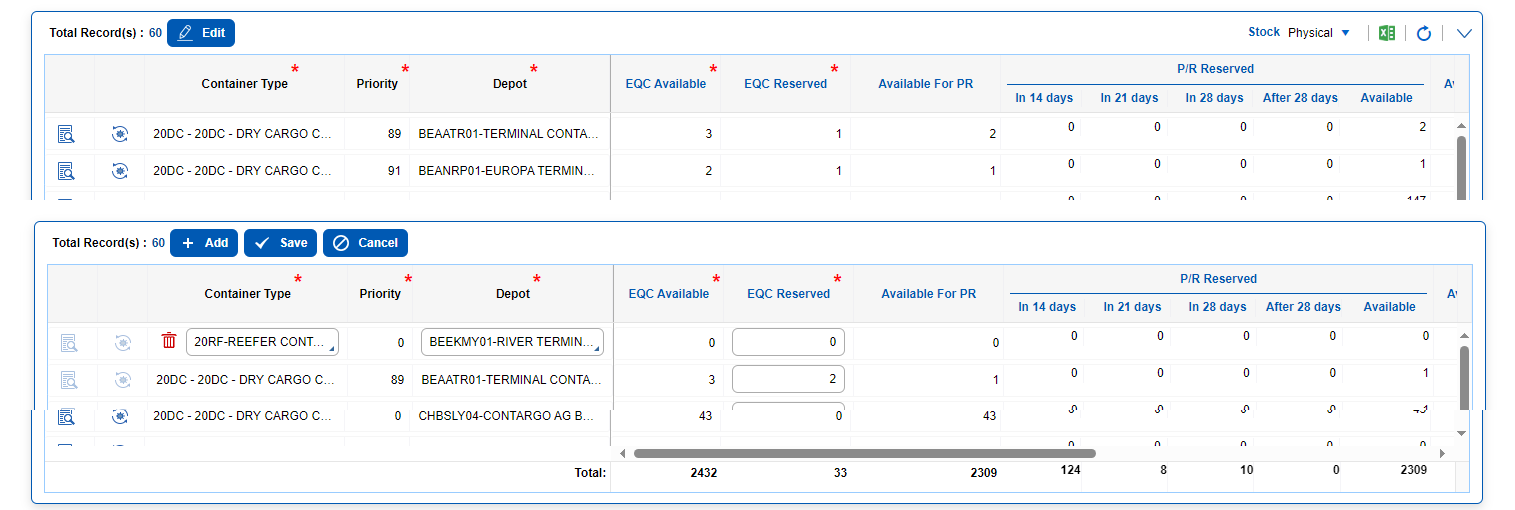 Total Record(s) : 60 Edit Stock Physical
P/R Reserved
Container Type * Priority * Depot * EQC Available * EQC Reserved * Available For PR
In 14 days In 21 days In 28 days After 28 days Available
20DC - 20DC - DRY CARGO C... 89 BEAATR01-TERMINAL CONTA... 3 1 2 0 0 0 0 2
20DC - 20DC - DRY CARGO C... 91 BEANRP01-EUROPA TERMIN... 2 1 1 0 0 0 0 1
Total Record(s) : 60 Add Save Cancel
P/R Reserved
Container Type * Priority * Depot * EQC Available * EQC Reserved * Available For PR
In 14 days In 21 days In 28 days After 28 days Available
20RF-REEFER CONT... 0 BEEKMY01-RIVER TERMIN... 0 0 0 0 0 0 0 0
20DC - 20DC - DRY CARGO C... 89 BEAATR01-TERMINAL CONTA... 3 2 1 0 0 0 0 1
20DC - 20DC - DRY CARGO C... 0 CHBSLY04-CONTARGO AG B... 43 0 43
Total: 2432 33 2309 124 8 10 0 2309